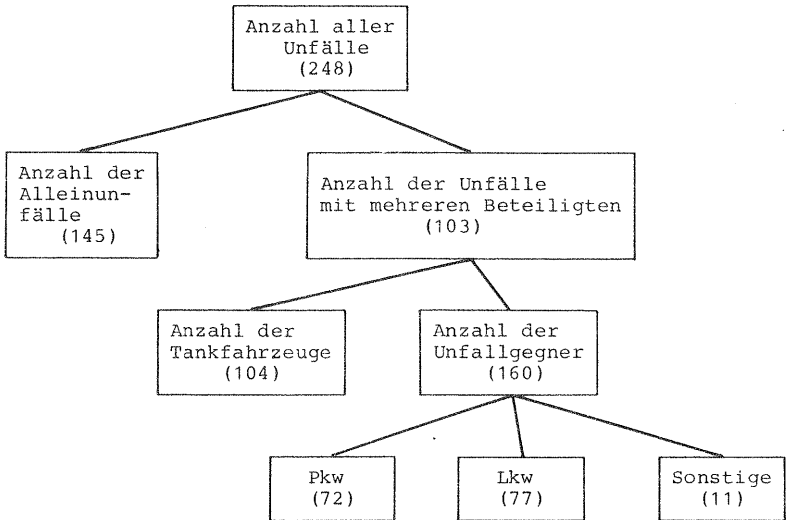 Anzahl aller
Unfälle
(248)
Anzahl der
Alleinun-
fälle
(145)
Anzahl der Unfälle
mit mehreren Beteiligten
(103)
Anzahl der
Tankfahrzeuge
(104)
Anzahl der
Unfallgegner
(160)
Pkw
(72)
Lkw
(77)
Sonstige
(11)